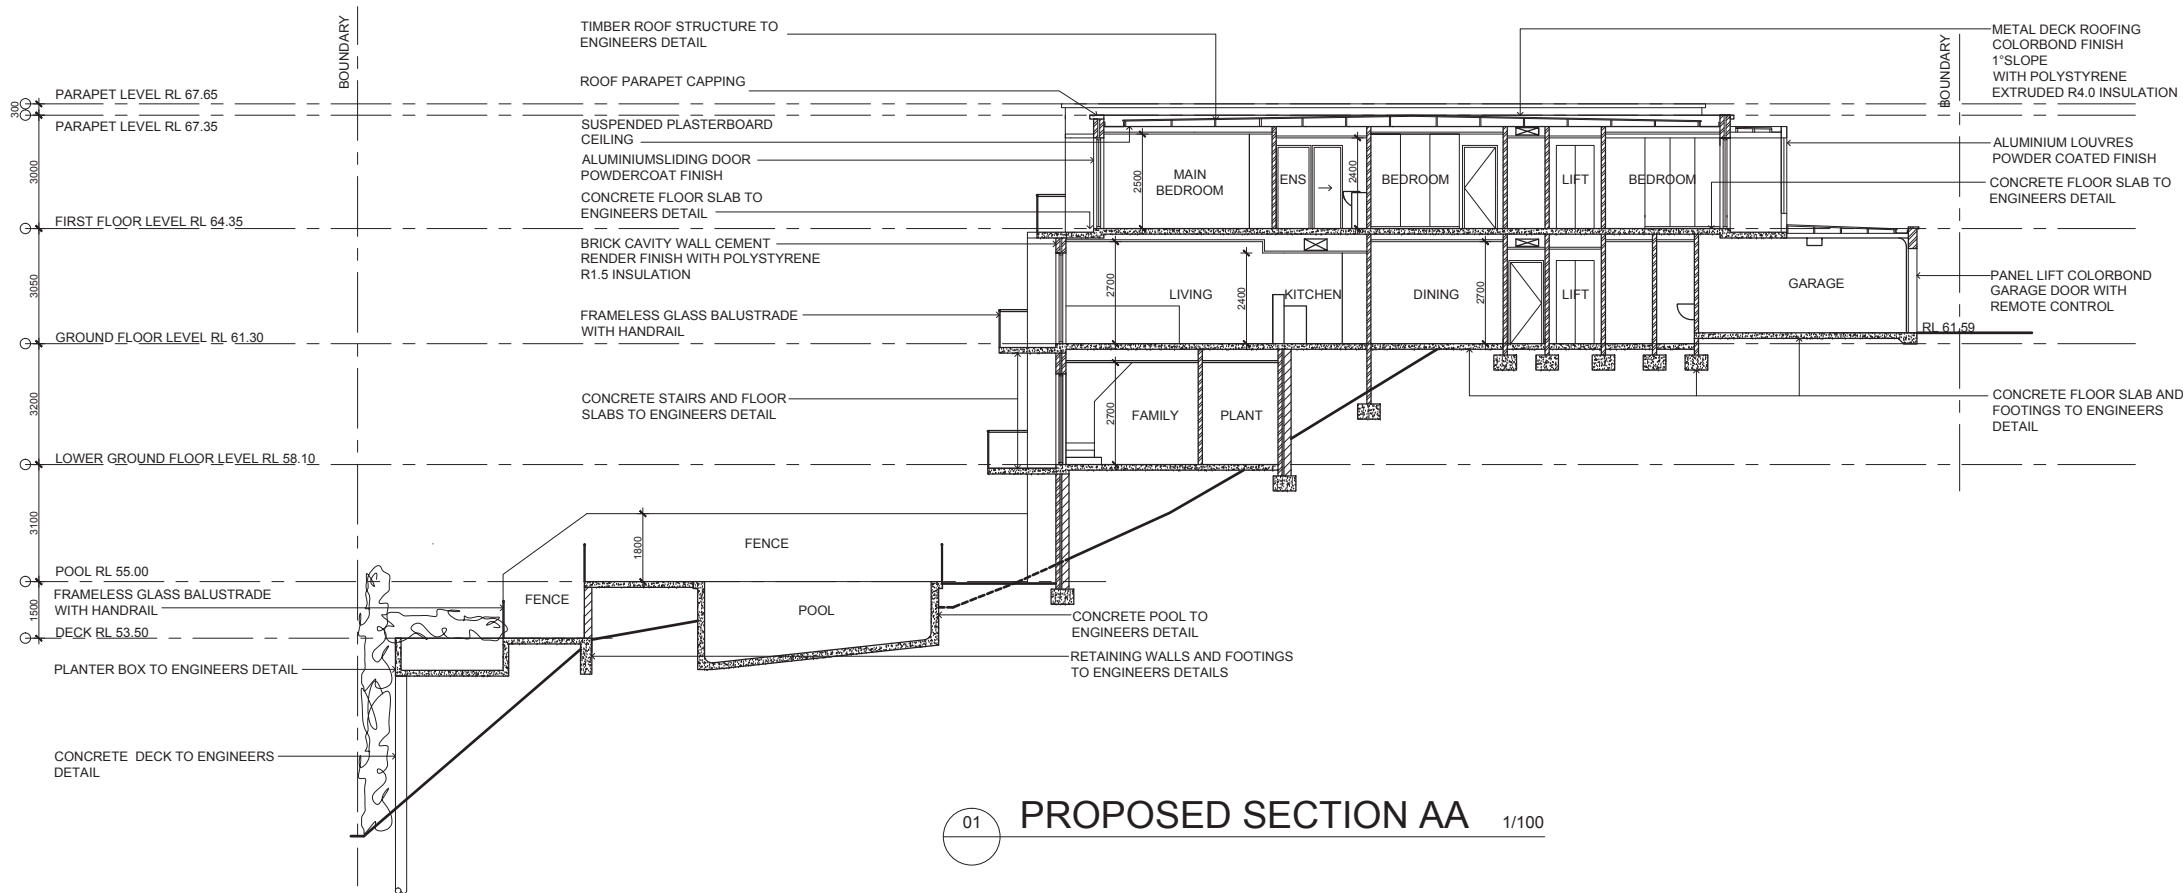 BOUNDARY
PARAPET LEVEL RL 67.65
300
PARAPET LEVEL RL 67.35
3000
FIRST FLOOR LEVEL RL 64.35
3050
GROUND FLOOR LEVEL RL 61.30
3200
LOWER GROUND FLOOR LEVEL RL 58.10
3100
POOL RL 55.00
FRAMELESS GLASS BALUSTRADE
WITH HANDRAIL
1500
DECK RL 53.50
PLANTER BOX TO ENGINEERS DETAIL
CONCRETE DECK TO ENGINEERS
DETAIL
TIMBER ROOF STRUCTURE TO
ENGINEERS DETAIL
ROOF PARAPET CAPPING
SUSPENDED PLASTERBOARD
CEILING
ALUMINIUMSLIDING DOOR
POWDERCOAT FINISH
CONCRETE FLOOR SLAB TO
ENGINEERS DETAIL
BRICK CAVITY WALL CEMENT
RENDER FINISH WITH POLYSTYRENE
R1.5 INSULATION
FRAMELESS GLASS BALUSTRADE
WITH HANDRAIL
CONCRETE STAIRS AND FLOOR
SLABS TO ENGINEERS DETAIL
2500
MAIN
BEDROOM
ENS
2400
BEDROOM
LIFT
BEDROOM
2700
LIVING
2400
KITCHEN
DINING
2700
LIFT
GARAGE
2700
FAMILY
PLANT
1800
FENCE
FENCE
POOL
CONCRETE POOL TO
ENGINEERS DETAIL
RETAINING WALLS AND FOOTINGS
TO ENGINEERS DETAILS
BOUNDARY
METAL DECK ROOFING
COLORBOND FINISH
1°SLOPE
WITH POLYSTYRENE
EXTRUDED R4.0 INSULATION
ALUMINIUM LOUVRES
POWDER COATED FINISH
CONCRETE FLOOR SLAB TO
ENGINEERS DETAIL
PANEL LIFT COLORBOND
GARAGE DOOR WITH
REMOTE CONTROL
RL 61.59
CONCRETE FLOOR SLAB AND
FOOTINGS TO ENGINEERS
DETAIL
01 PROPOSED SECTION AA 1/100